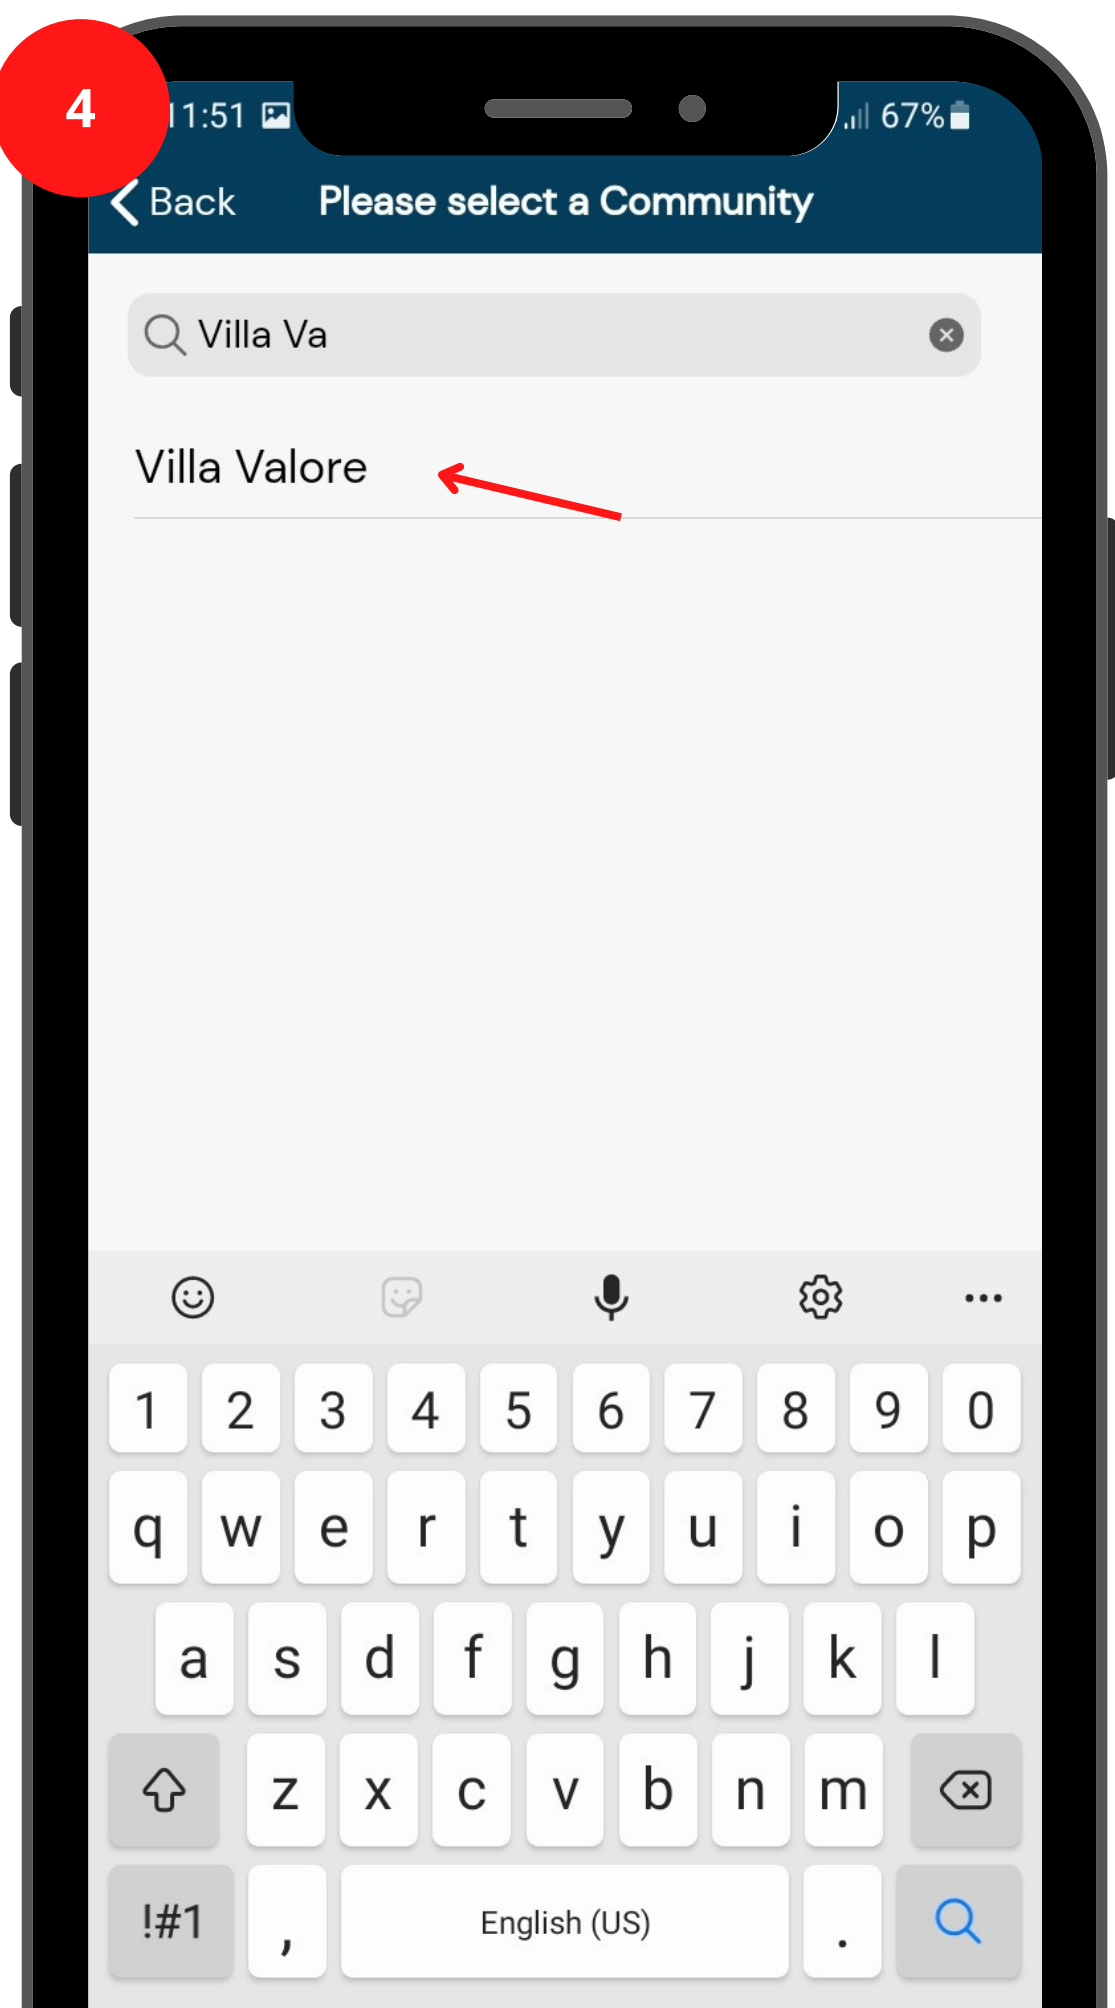 4
11:51
67%
Back
Please select a Community
Villa Va
Villa Valore
1 2 3 4 5 6 7 8 9 0
q w e r t y u i o p
a s d f g h j k l
z x c v b n m
!#1 , English (US) .